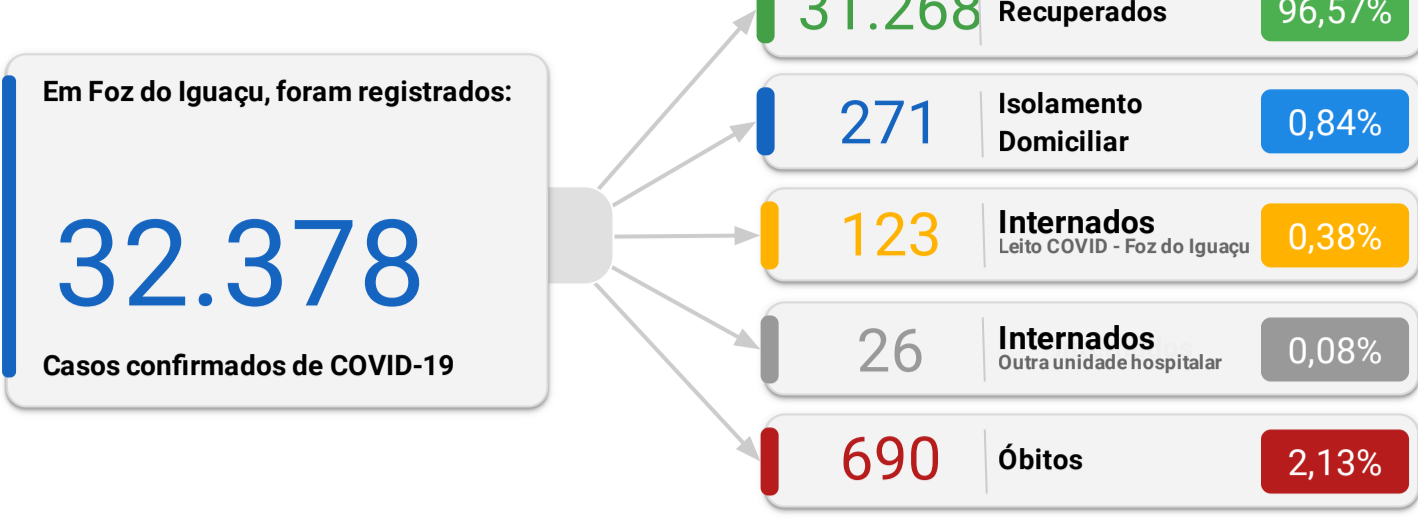 Em Foz do Iguaçu, foram registrados:
32.378
Casos confirmados de COVID-19
31.268
Recuperados
96,57%
271
Isolamento
Domiciliar
0,84%
123
Internados
Leito COVID - Foz do Iguaçu
0,38%
26
Internados
Outra unidade hospitalar
0,08%
690
Óbitos
2,13%